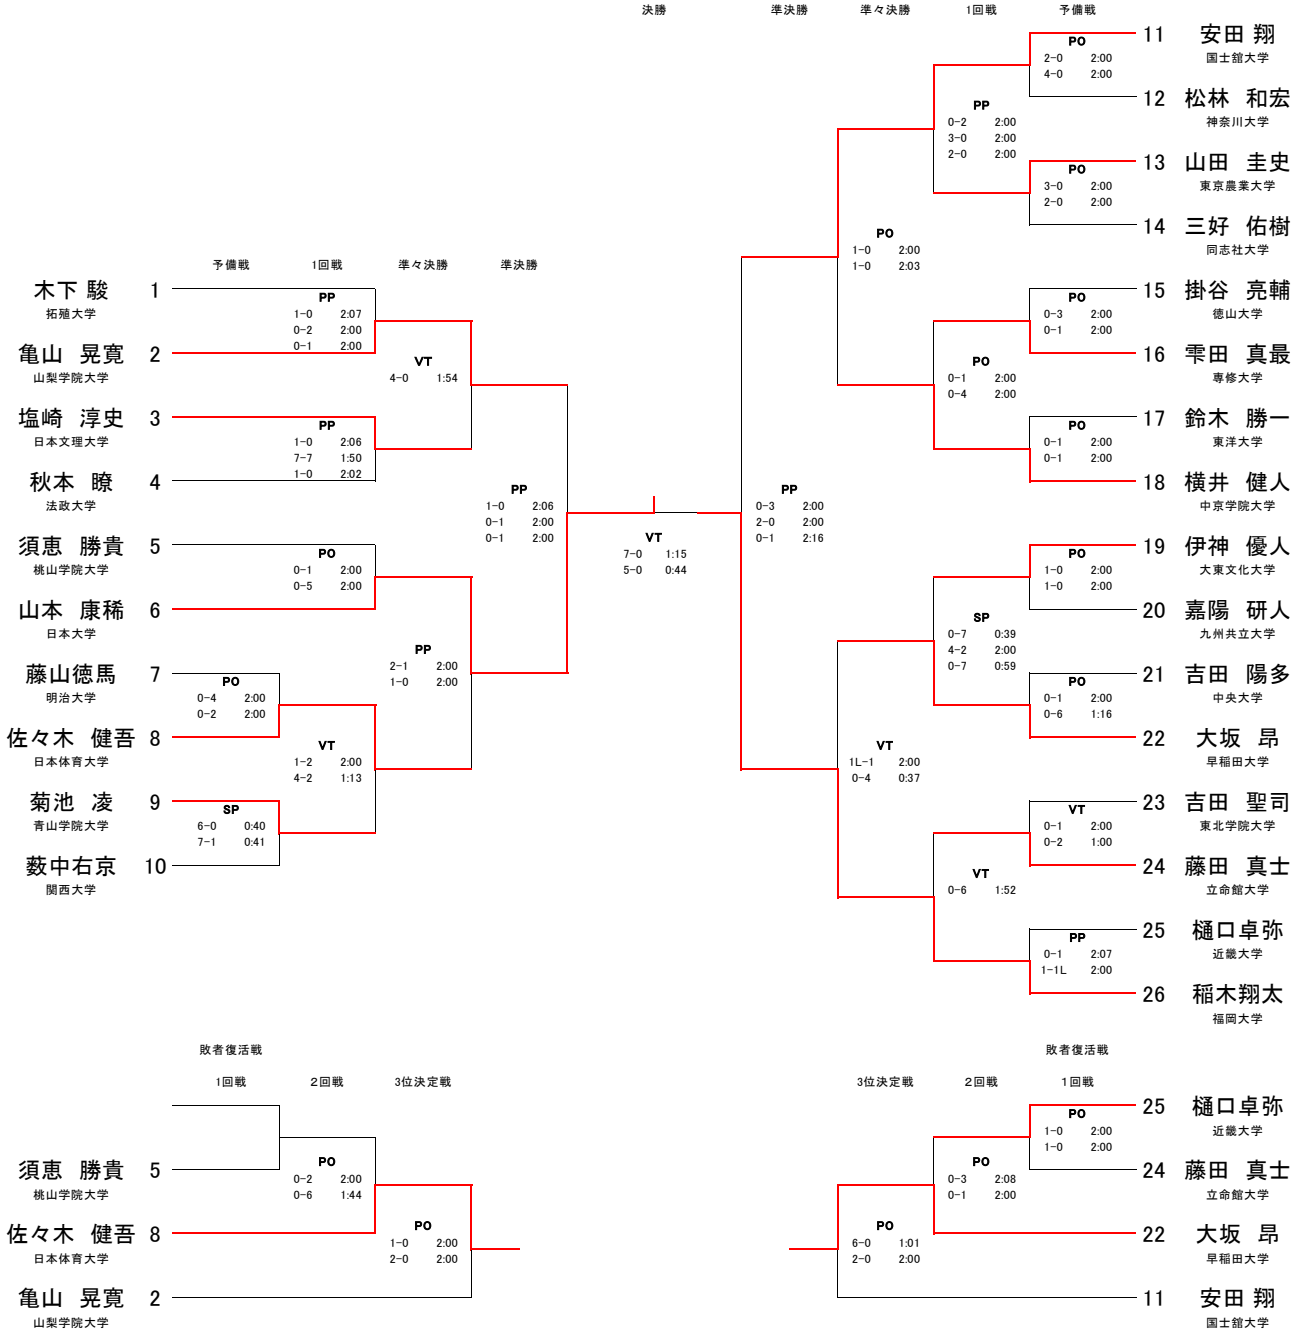 決勝 準決勝 準々決勝 1回戦 予備戦
11 安田 翔
国士舘大学
PO
2-0 2:00
4-0 2:00
12 松林 和宏
神奈川大学
PP
0-2 2:00
3-0 2:00
2-0 2:00
13 山田 圭史
東京農業大学
PO
3-0 2:00
2-0 2:00
14 三好 佑樹
同志社大学
PO
1-0 2:00
1-0 2:03
15 掛谷 亮輔
徳山大学
PO
0-3 2:00
0-1 2:00
16 雫田 真最
専修大学
PO
0-1 2:00
0-4 2:00
17 鈴木 勝一
東洋大学
PO
0-1 2:00
0-1 2:00
18 横井 健人
中京学院大学
PP
0-3 2:00
2-0 2:00
0-1 2:16
19 伊神 優人
大東文化大学
PO
1-0 2:00
1-0 2:00
20 嘉陽 研人
九州共立大学
SP
0-7 0:39
4-2 2:00
0-7 0:59
21 吉田 陽多
中央大学
PO
0-1 2:00
0-6 1:16
22 大坂 昂
早稲田大学
VT
1L-1 2:00
0-4 0:37
23 吉田 聖司
東北学院大学
VT
0-1 2:00
0-2 1:00
24 藤田 真士
立命館大学
VT
0-6 1:52
25 樋口卓弥
近畿大学
PP
0-1 2:07
1-1L 2:00
26 稲木翔太
福岡大学
予備戦 1回戦 準々決勝 準決勝
木下 駿 1
拓殖大学
PP
1-0 2:07
0-2 2:00
0-1 2:00
亀山 晃寛 2
山梨学院大学
VT
4-0 1:54
塩崎 淳史 3
日本文理大学
PP
1-0 2:06
7-7 1:50
1-0 2:02
秋本 瞭 4
法政大学
PP
1-0 2:06
0-1 2:00
0-1 2:00
須恵 勝貴 5
桃山学院大学
PO
0-1 2:00
0-5 2:00
山本 康稀 6
日本大学
PP
2-1 2:00
1-0 2:00
藤山徳馬 7
明治大学
PO
0-4 2:00
0-2 2:00
佐々木 健吾 8
日本体育大学
VT
1-2 2:00
4-2 1:13
菊池 凌 9
青山学院大学
SP
6-0 0:40
7-1 0:41
薮中右京 10
関西大学
VT
7-0 1:15
5-0 0:44
敗者復活戦
1回戦 2回戦 3位決定戦
須恵 勝貴 5
桃山学院大学
PO
0-2 2:00
0-6 1:44
佐々木 健吾 8
日本体育大学
PO
1-0 2:00
2-0 2:00
亀山 晃寛 2
山梨学院大学
敗者復活戦
3位決定戦 2回戦 1回戦
25 樋口卓弥
近畿大学
PO
1-0 2:00
1-0 2:00
24 藤田 真士
立命館大学
PO
0-3 2:08
0-1 2:00
22 大坂 昂
早稲田大学
PO
6-0 1:01
2-0 2:00
11 安田 翔
国士舘大学